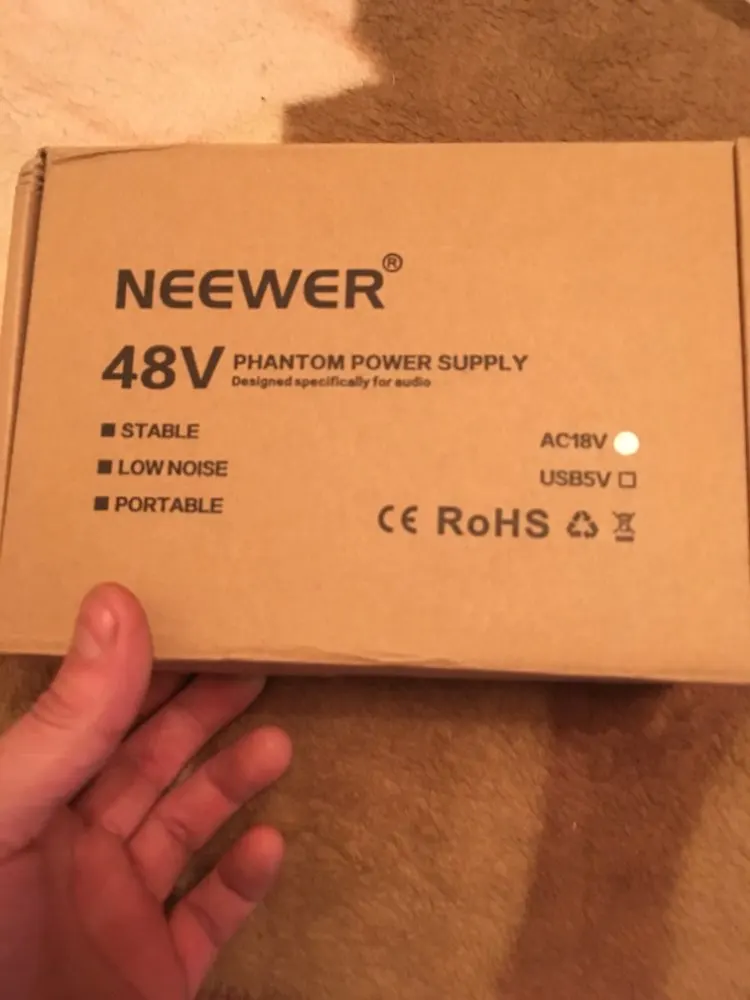 NEEWER®
48V PHANTOM POWER SUPPLY
Designed specifically for audio
STABLE
LOW NOISE
PORTABLE
AC18V
USB5V
CE RoHS